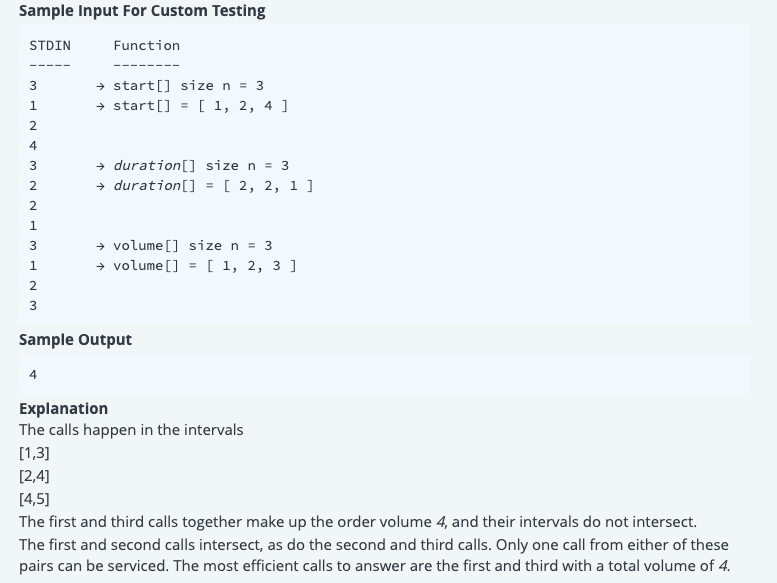 Sample Input For Custom Testing
STDIN Function
----- --------
3 → start[] size n = 3
1 → start[] = [ 1, 2, 4 ]
2
4
3 → duration[] size n = 3
2 → duration[] = [ 2, 2, 1 ]
2
1
3 → volume[] size n = 3
1 → volume[] = [ 1, 2, 3 ]
2
3
Sample Output
4
Explanation
The calls happen in the intervals
[1,3]
[2,4]
[4,5]
The first and third calls together make up the order volume 4, and their intervals do not intersect.
The first and second calls intersect, as do the second and third calls. Only one call from either of these
pairs can be serviced. The most efficient calls to answer are the first and third with a total volume of 4.